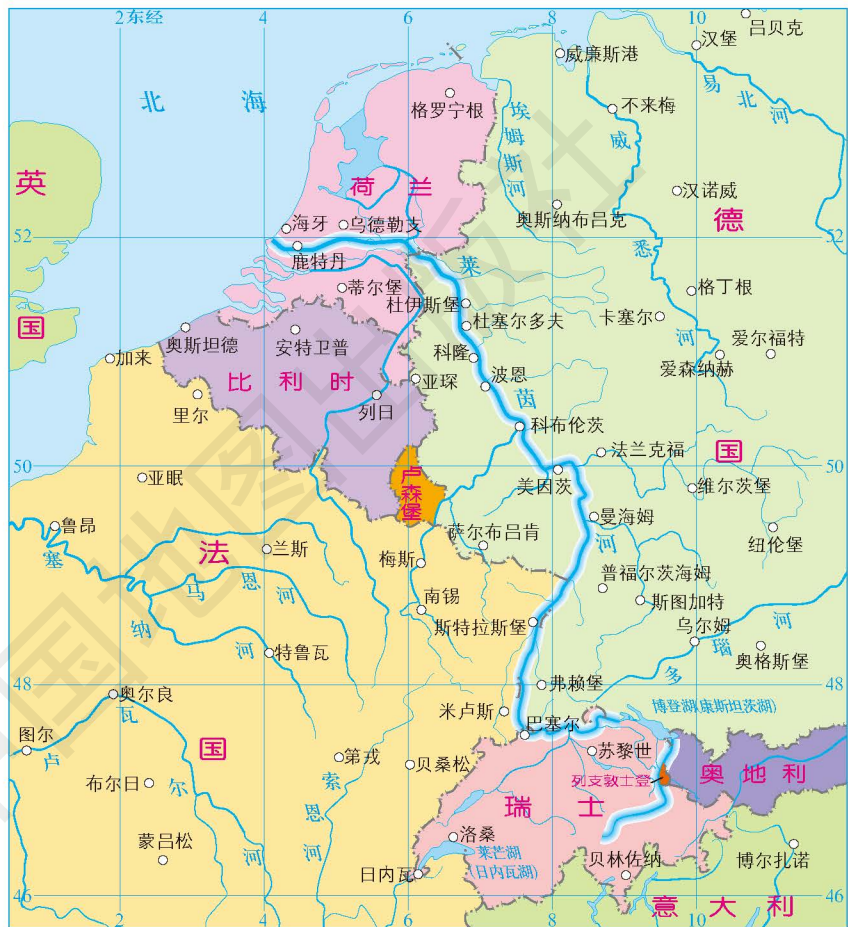 2东经
4
6
8
10
吕贝克
汉堡
威廉斯港
易北河
北海
格罗宁根
埃姆斯河
不来梅
威悉河
英国
荷兰
汉诺威
奥斯纳布吕克
德国
海牙
乌德勒支
52
52
鹿特丹
莱茵河
蒂尔堡
杜伊斯堡
格丁根
杜塞尔多夫
卡塞尔
奥斯坦德
安特卫普
加来
科隆
爱尔福特
爱森纳赫
比利时
亚琛
波恩
里尔
列日
科布伦茨
法兰克福
50
50
亚眠
卢森堡
美因茨
维尔茨堡
鲁昂
曼海姆
纽伦堡
萨尔布吕肯
法国
兰斯
梅斯
塞纳河
马恩河
普福尔茨海姆
南锡
斯图加特
斯特拉斯堡
乌尔姆
多瑙河
特鲁瓦
奥格斯堡
48
48
弗赖堡
奥尔良
米卢斯
博登湖(康斯坦茨湖)
巴塞尔
图尔
卢瓦尔河
第戎
贝桑松
苏黎世
列支敦士登
奥地利
布尔日
索恩河
瑞士
蒙吕松
洛桑
莱芒湖
(日内瓦湖)
日内瓦
贝林佐纳
博尔扎诺
46
46
意大利
2
4
6
8
10
中国地图出版社